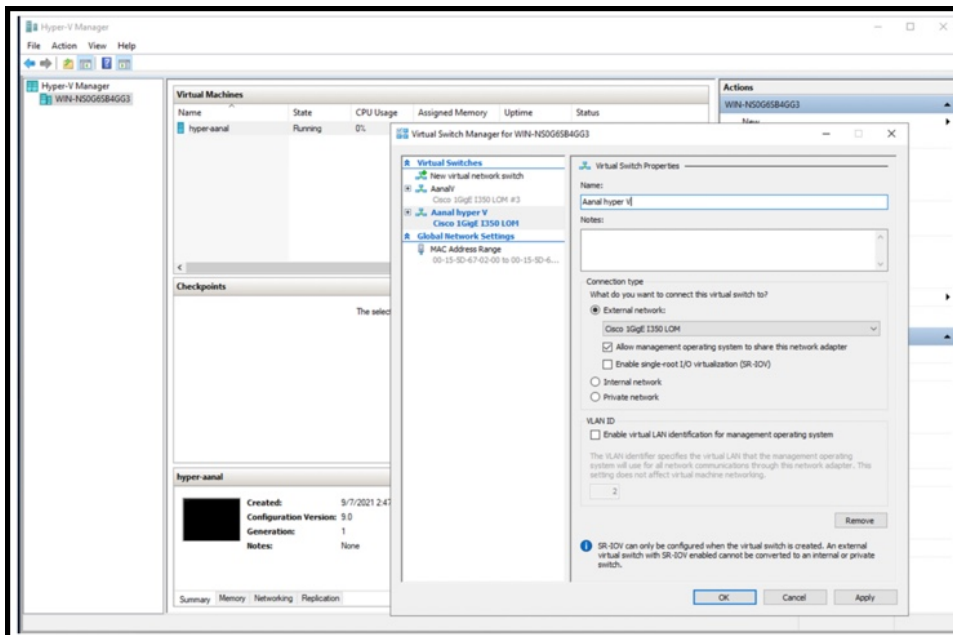 Hyper-V Manager
File Action View Help
Hyper-V Manager
WIN-NS0G6SB4GG3
Virtual Machines
Name State CPU Usage Assigned Memory Uptime Status
hyper-aanal Running 0%
Checkpoints
The selec
hyper-aanal
Created: 9/7/2021 2:47
Configuration Version: 9.0
Generation: 1
Notes: None
Summary Memory Networking Replication
Actions
WIN-NS0G6SB4GG3
New
Virtual Switch Manager for WIN-NS0G6SB4GG3
Virtual Switches
New virtual network switch
AanalV
Cisco 1GigE I350 LOM #3
Aanal hyper V
Cisco 1GigE I350 LOM
Global Network Settings
MAC Address Range
00-15-5D-67-02-00 to 00-15-5D-6...
Virtual Switch Properties
Name:
Aanal hyper V
Notes:
Connection type
What do you want to connect this virtual switch to?
External network:
Cisco 1GigE I350 LOM
Allow management operating system to share this network adapter
Enable single-root I/O virtualization (SR-IOV)
Internal network
Private network
VLAN ID
Enable virtual LAN identification for management operating system
The VLAN identifier specifies the virtual LAN that the management operating
system will use for all network communications through this network adapter. This
setting does not affect virtual machine networking.
2
Remove
SR-IOV can only be configured when the virtual switch is created. An external
virtual switch with SR-IOV enabled cannot be converted to an internal or private
switch.
OK Cancel Apply